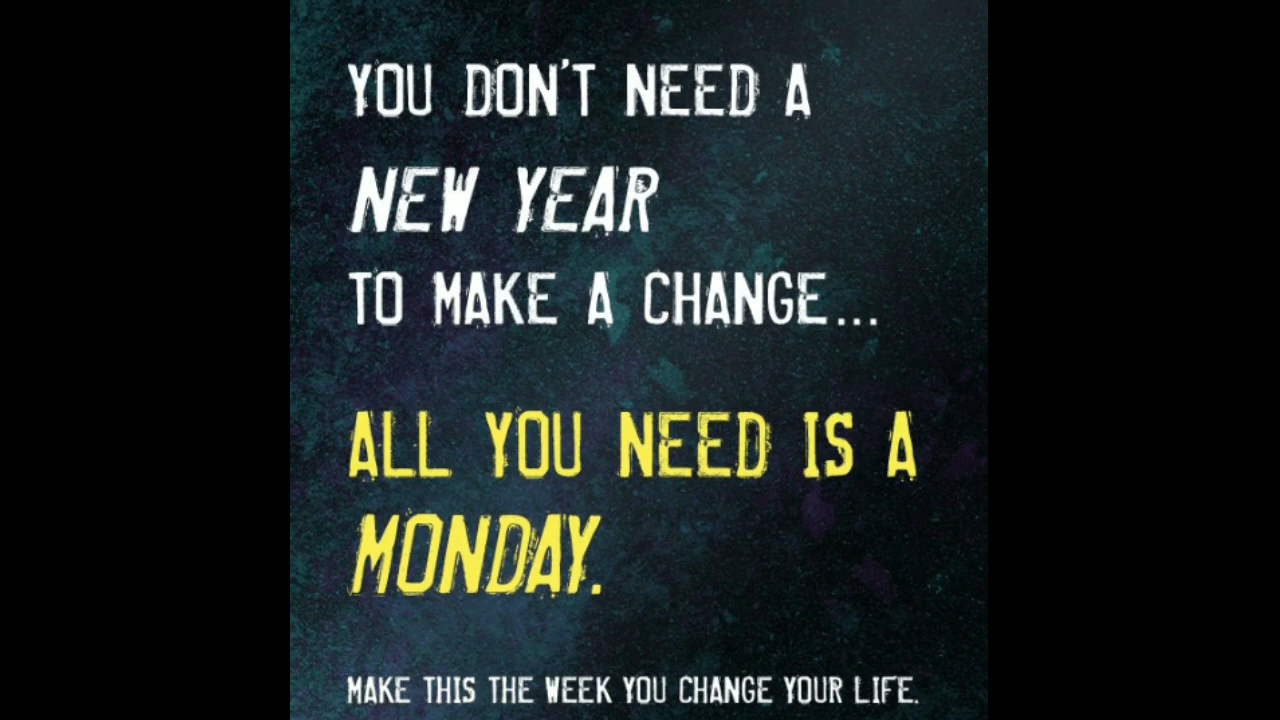 YOU DON'T NEED A
NEW YEAR
TO MAKE A CHANGE...
ALL YOU NEED IS A
MONDAY.
MAKE THIS THE WEEK YOU CHANGE YOUR LIFE.